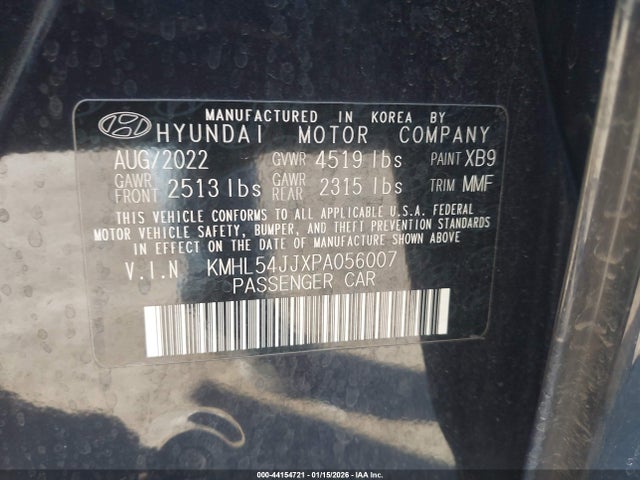 MANUFACTURED IN KOREA BY
HYUNDAI MOTOR COMPANY
AUG/2022 GVWR 4519 lbs PAINT XB9
GAWR FRONT 2513 lbs GAWR REAR 2315 lbs TRIM MMF
THIS VEHICLE CONFORMS TO ALL APPLICABLE U.S.A. FEDERAL
MOTOR VEHICLE SAFETY, BUMPER, AND THEFT PREVENTION STANDARDS
IN EFFECT ON THE DATE OF MANUFACTURE SHOWN ABOVE
V.I.N KMHL54JJXPA056007
PASSENGER CAR
000-44154721 - 01/15/2026 - IAA Inc.